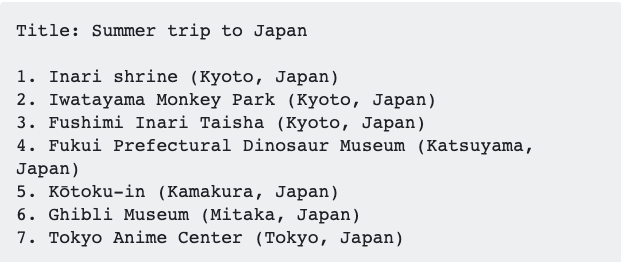 Title: Summer trip to Japan
1. Inari shrine (Kyoto, Japan)
2. Iwatayama Monkey Park (Kyoto, Japan)
3. Fushimi Inari Taisha (Kyoto, Japan)
4. Fukui Prefectural Dinosaur Museum (Katsuyama,
Japan)
5. Kōtoku-in (Kamakura, Japan)
6. Ghibli Museum (Mitaka, Japan)
7. Tokyo Anime Center (Tokyo, Japan)